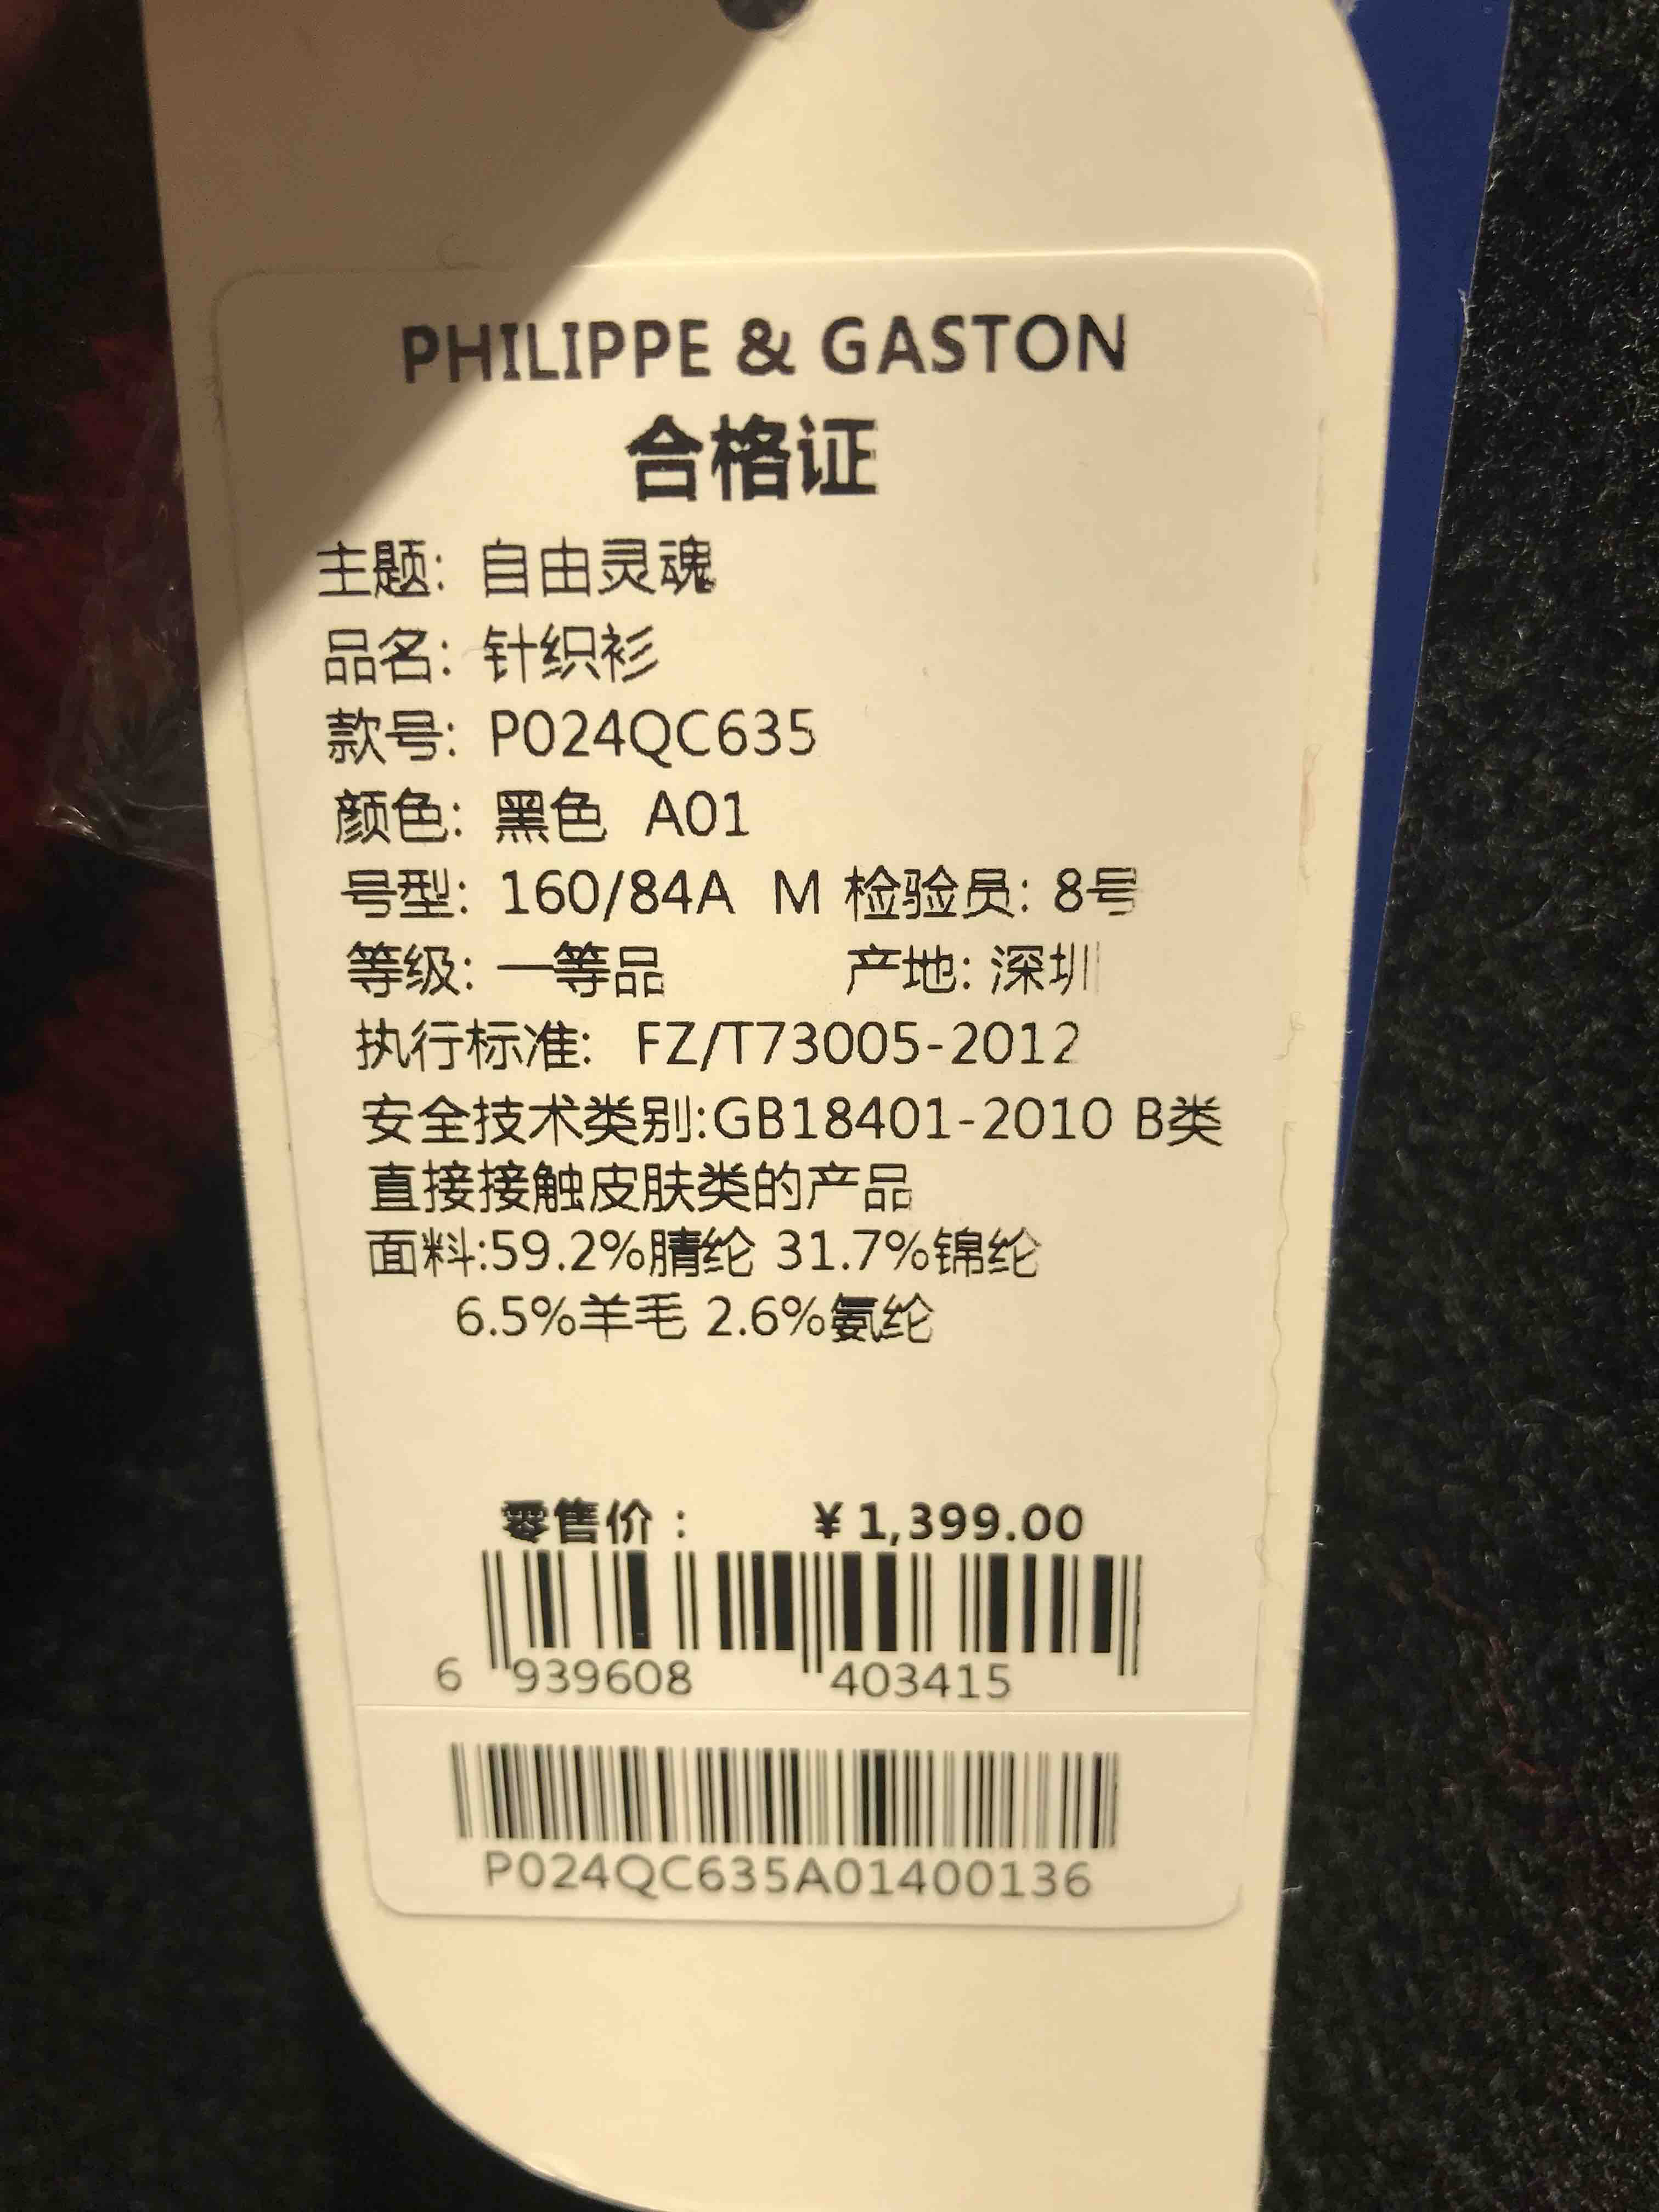 PHILIPPE & GASTON
合格证
主题: 自由灵魂
品名: 针织衫
款号: P024QC635
颜色: 黑色 A01
号型: 160/84A M 检验员: 8号
等级: 一等品 产地: 深圳
执行标准: FZ/T73005-2012
安全技术类别:GB18401-2010 B类
直接接触皮肤类的产品
面料:59.2%腈纶 31.7%锦纶
6.5%羊毛 2.6%氨纶
零售价: ¥1,399.00
6 939608 403415
P024QC635A01400136